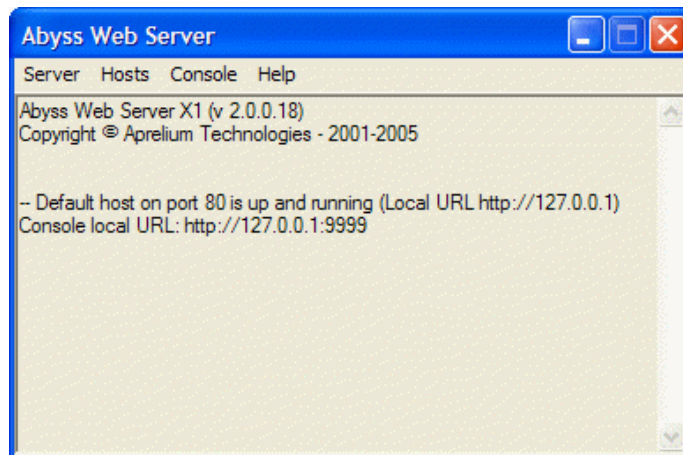 Abyss Web Server
Server Hosts Console Help
Abyss Web Server X1 (v 2.0.0.18)
Copyright © Aprelium Technologies - 2001-2005
-- Default host on port 80 is up and running (Local URL http://127.0.0.1)
Console local URL: http://127.0.0.1:9999